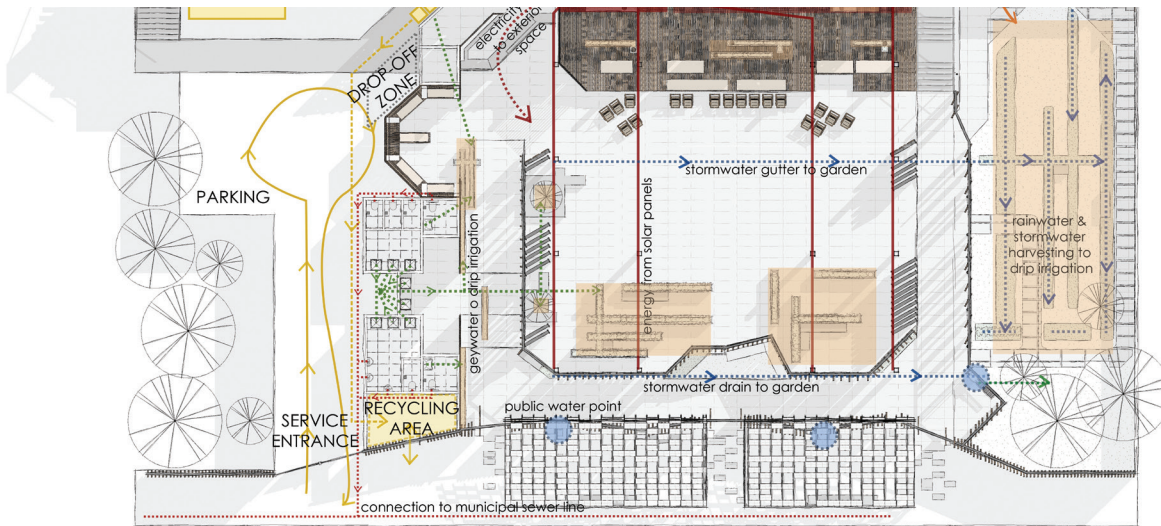 electricity
to exterior
space
DROP-OFF
ZONE
PARKING
stormwater gutter to garden
energy from solar panels
geywater o drip irrigation
rainwater &
stormwater
harvesting to
drip irrigation
stormwater drain to garden
public water point
RECYCLING
AREA
SERVICE
ENTRANCE
connection to municipal sewer line